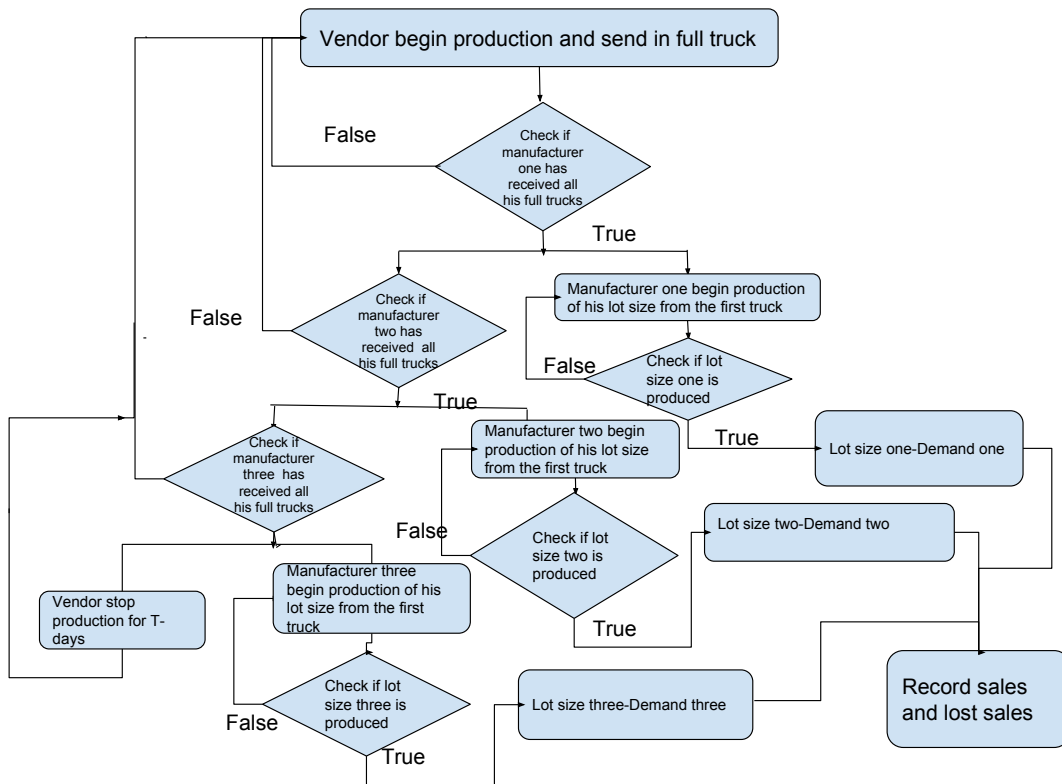 Vendor begin production and send in full truck
False
Check if
manufacturer
one has
received all
his full trucks
True
Manufacturer one begin production
of his lot size from the first truck
Check if
manufacturer
two has
received all
his full trucks
False
False
Check if lot
size one is
produced
True
True
Lot size one-Demand one
Check if
manufacturer
three has
received all
his full trucks
Manufacturer two begin
production of his lot size
from the first truck
Lot size two-Demand two
False
Check if lot
size two is
produced
True
Vendor stop
production for T-
days
Manufacturer three
begin production of his
lot size from the first
truck
Check if lot
size three is
produced
False
True
Lot size three-Demand three
Record sales
and lost sales